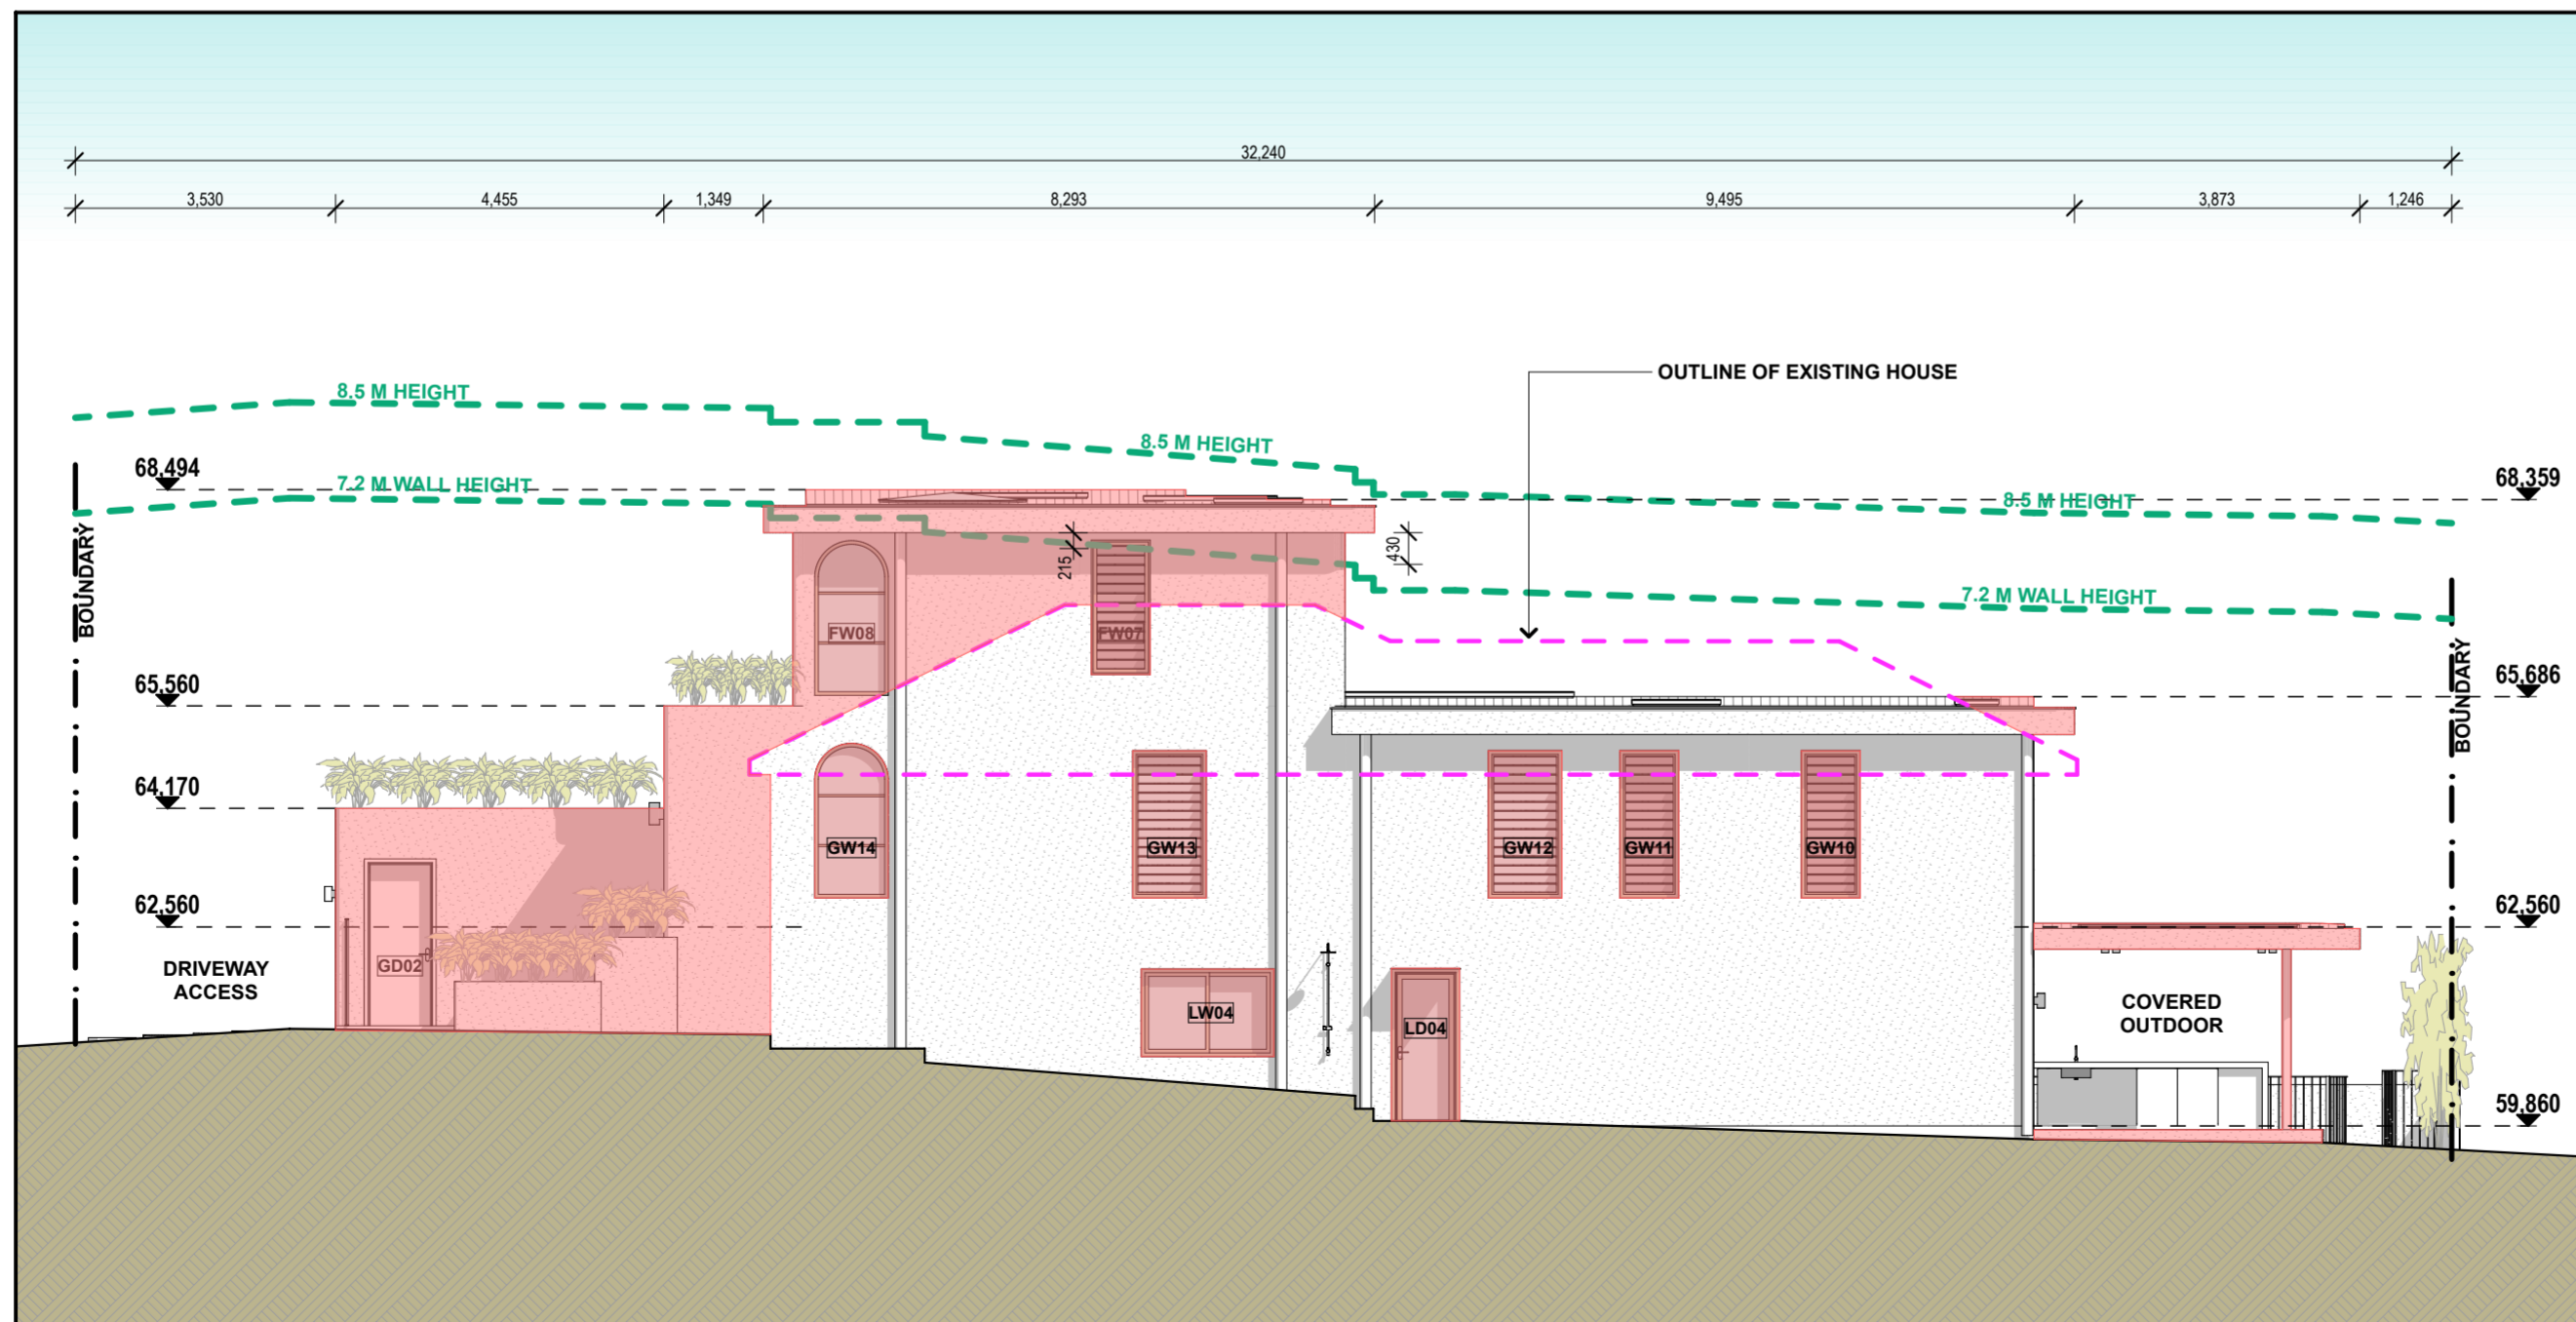 32,240
3,530
4,455
1,349
8,293
9,495
3,873
1,246
OUTLINE OF EXISTING HOUSE
8.5 M HEIGHT
8.5 M HEIGHT
8.5 M HEIGHT
68,494
68,359
7.2 M WALL HEIGHT
7.2 M WALL HEIGHT
BOUNDARY
BOUNDARY
215
430
FW08
FW07
65,560
65,686
64,170
GW14
GW13
GW12
GW11
GW10
62,560
62,560
GD02
DRIVEWAY
ACCESS
LW04
LD04
COVERED
OUTDOOR
59,860